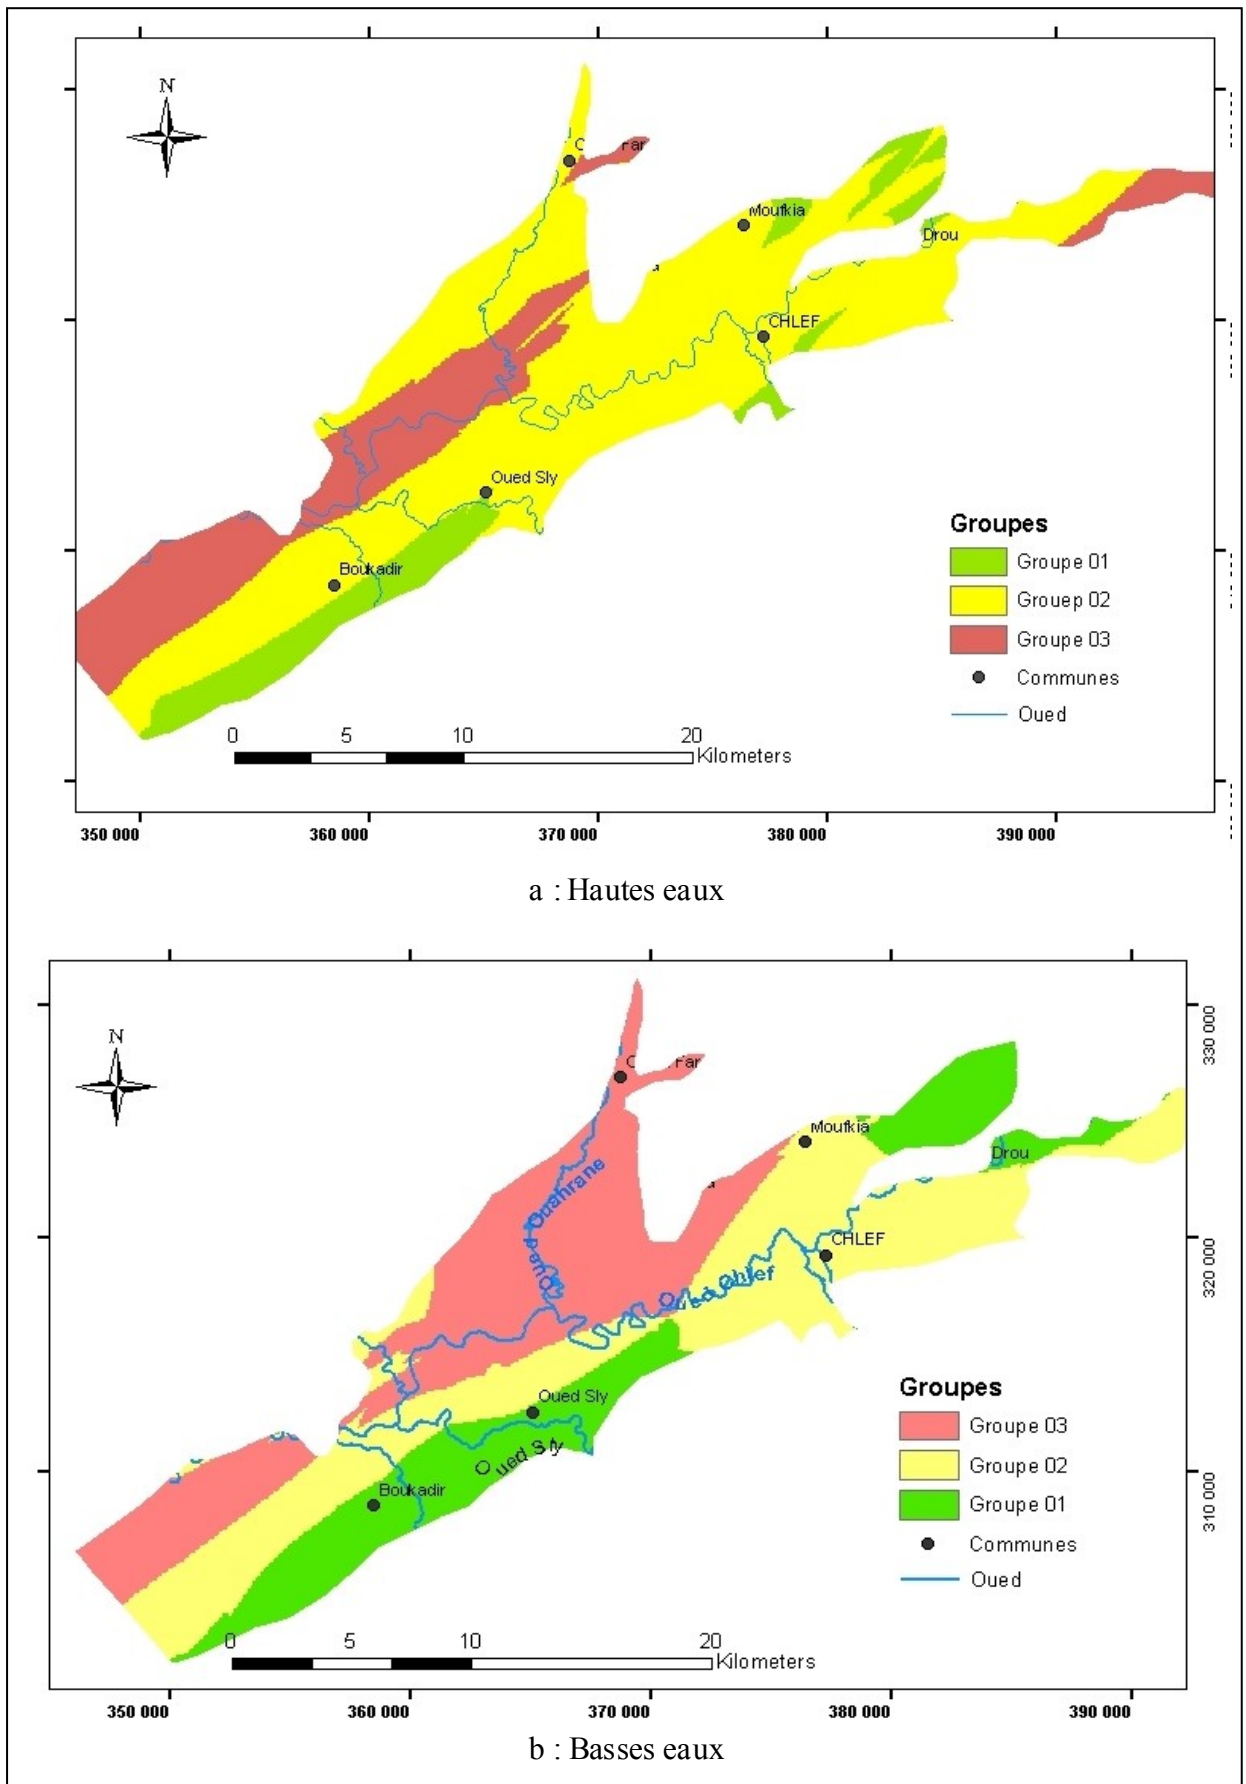 N
Far
Moufkia
Drou
CHLEF
Oued Sly
Boukadir
Groupes
Groupe 01
Grouep 02
Groupe 03
Communes
Oued
0 5 10 20
Kilometers
350 000 360 000 370 000 380 000 390 000
a : Hautes eaux
N
Far
Moufkia
Drou
Oued Ouahrane
CHLEF
Oued Chlef
Oued Sly
Oued Sly
Boukadir
330 000
320 000
310 000
Groupes
Groupe 03
Groupe 02
Groupe 01
Communes
Oued
0 5 10 20
Kilometers
350 000 360 000 370 000 380 000 390 000
b : Basses eaux